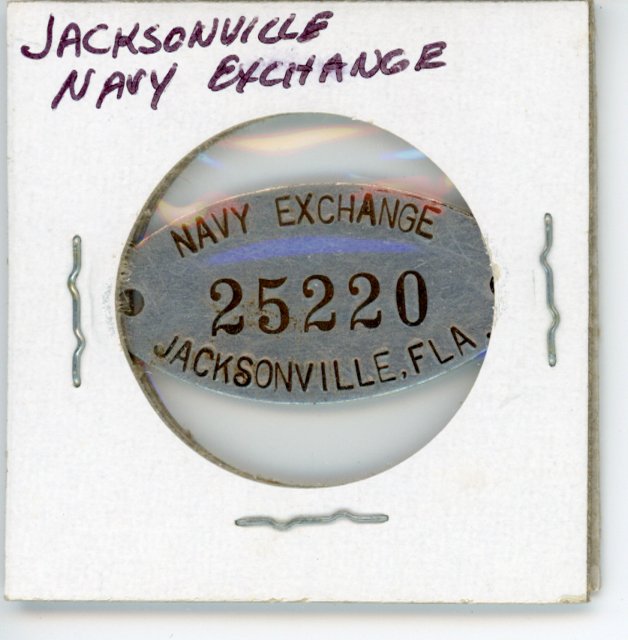 JACKSONVILLE
NAVY EXCHANGE
NAVY EXCHANGE
25220
JACKSONVILLE, FLA.